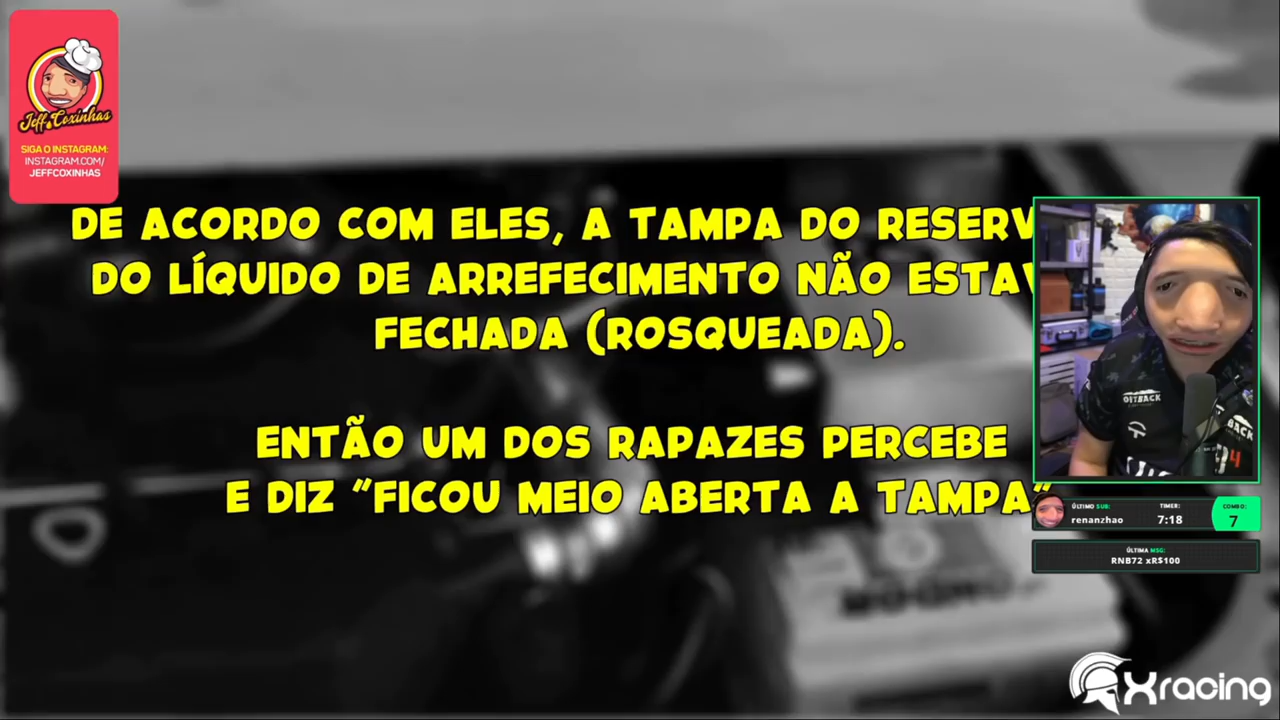 Jeff Coxinhas
SIGA O INSTAGRAM:
INSTAGRAM.COM/
JEFFCOXINHAS
DE ACORDO COM ELES, A TAMPA DO RESERV
DO LÍQUIDO DE ARREFECIMENTO NÃO ESTAV
FECHADA (ROSQUEADA).
ENTÃO UM DOS RAPAZES PERCEBE
E DIZ "FICOU MEIO ABERTA A TAMPA"
OUTBACK
ÚLTIMO SUB:
renanzhao
TIMER:
7:18
COMBO:
7
ÚLTIMA MSG:
RNB72 xR$100
Xracing